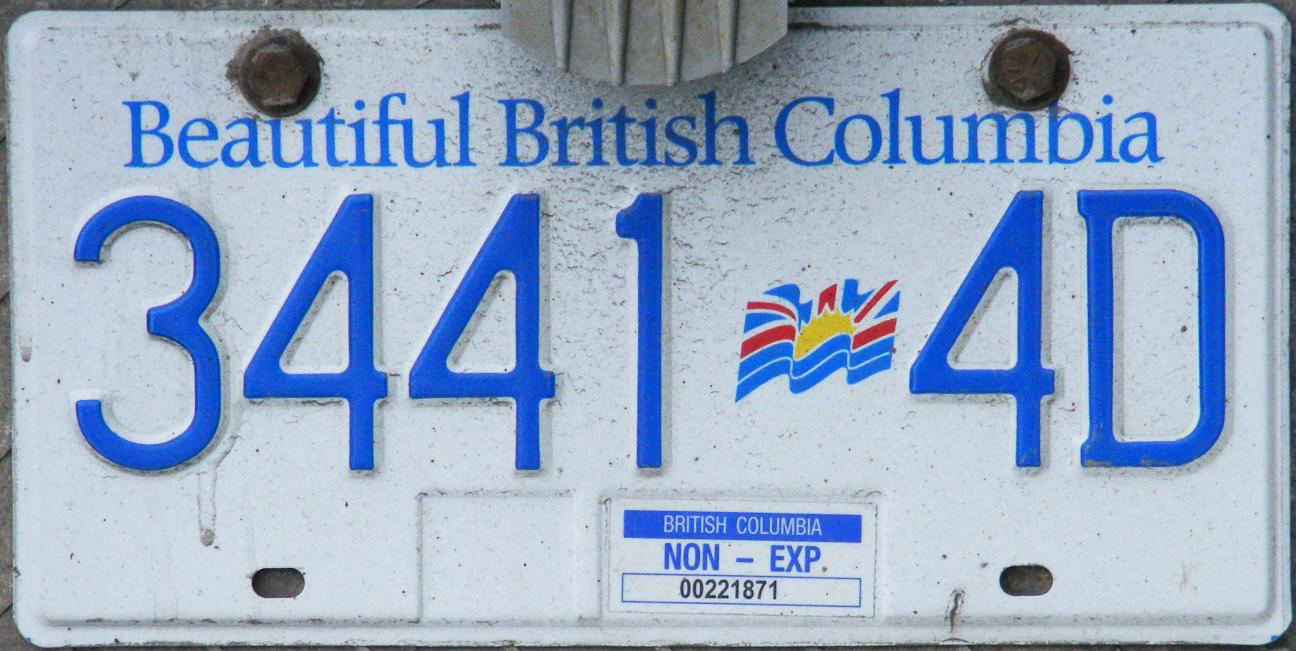 Beautiful British Columbia
3441 4D
BRITISH COLUMBIA
NON – EXP.
00221871